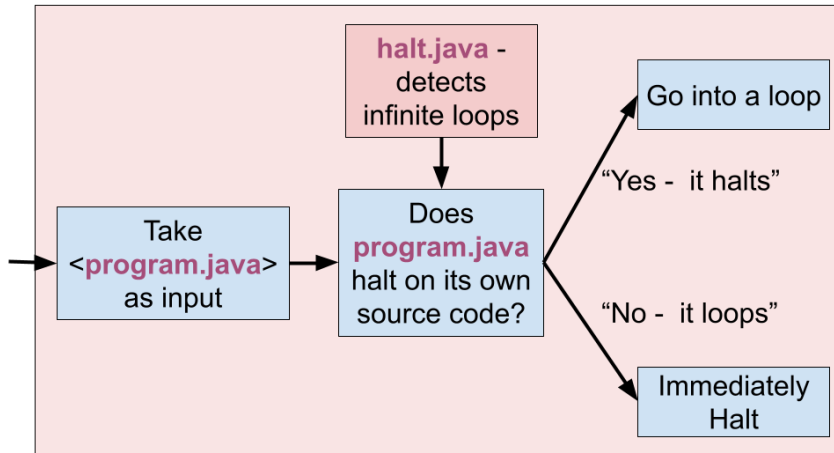 halt.java -
detects
infinite loops
Go into a loop
“Yes -  it halts”
Take
<program.java>
as input
Does
program.java
halt on its own
source code?
“No -  it loops”
Immediately
Halt